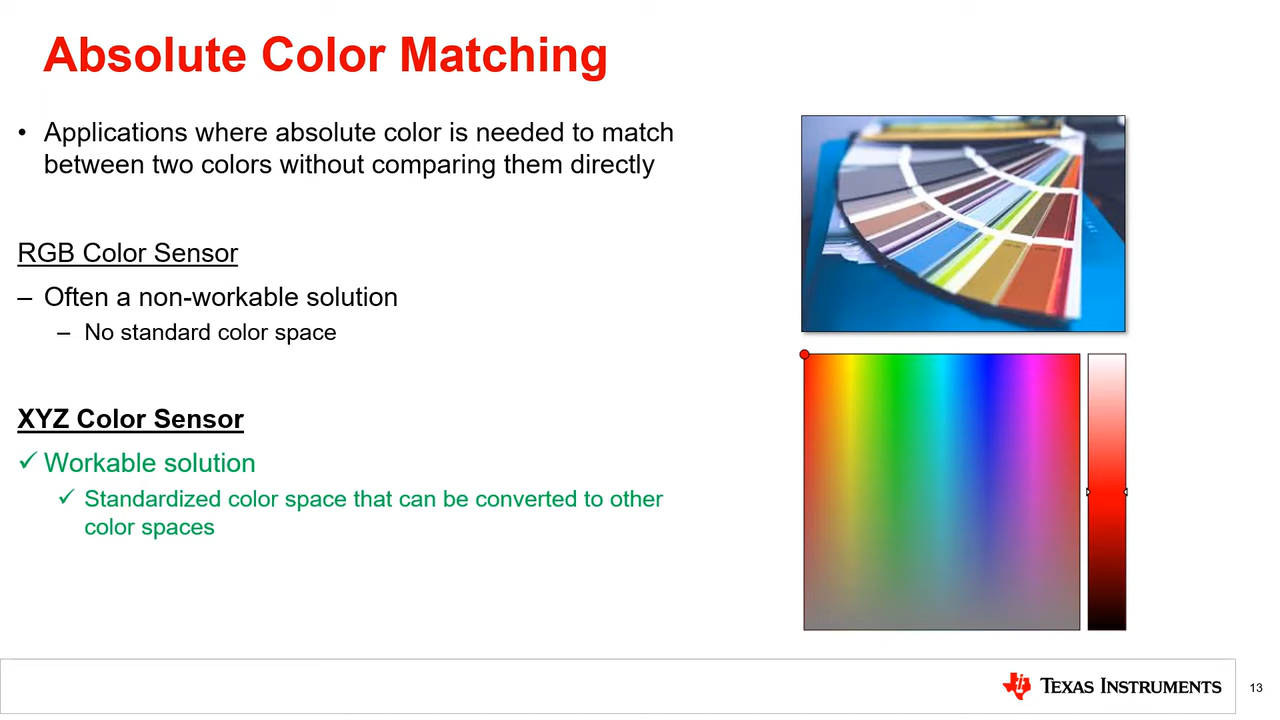 Absolute Color Matching
• Applications where absolute color is needed to match
between two colors without comparing them directly
RGB Color Sensor
– Often a non-workable solution
– No standard color space
XYZ Color Sensor
✓ Workable solution
✓ Standardized color space that can be converted to other
color spaces
TEXAS INSTRUMENTS
13